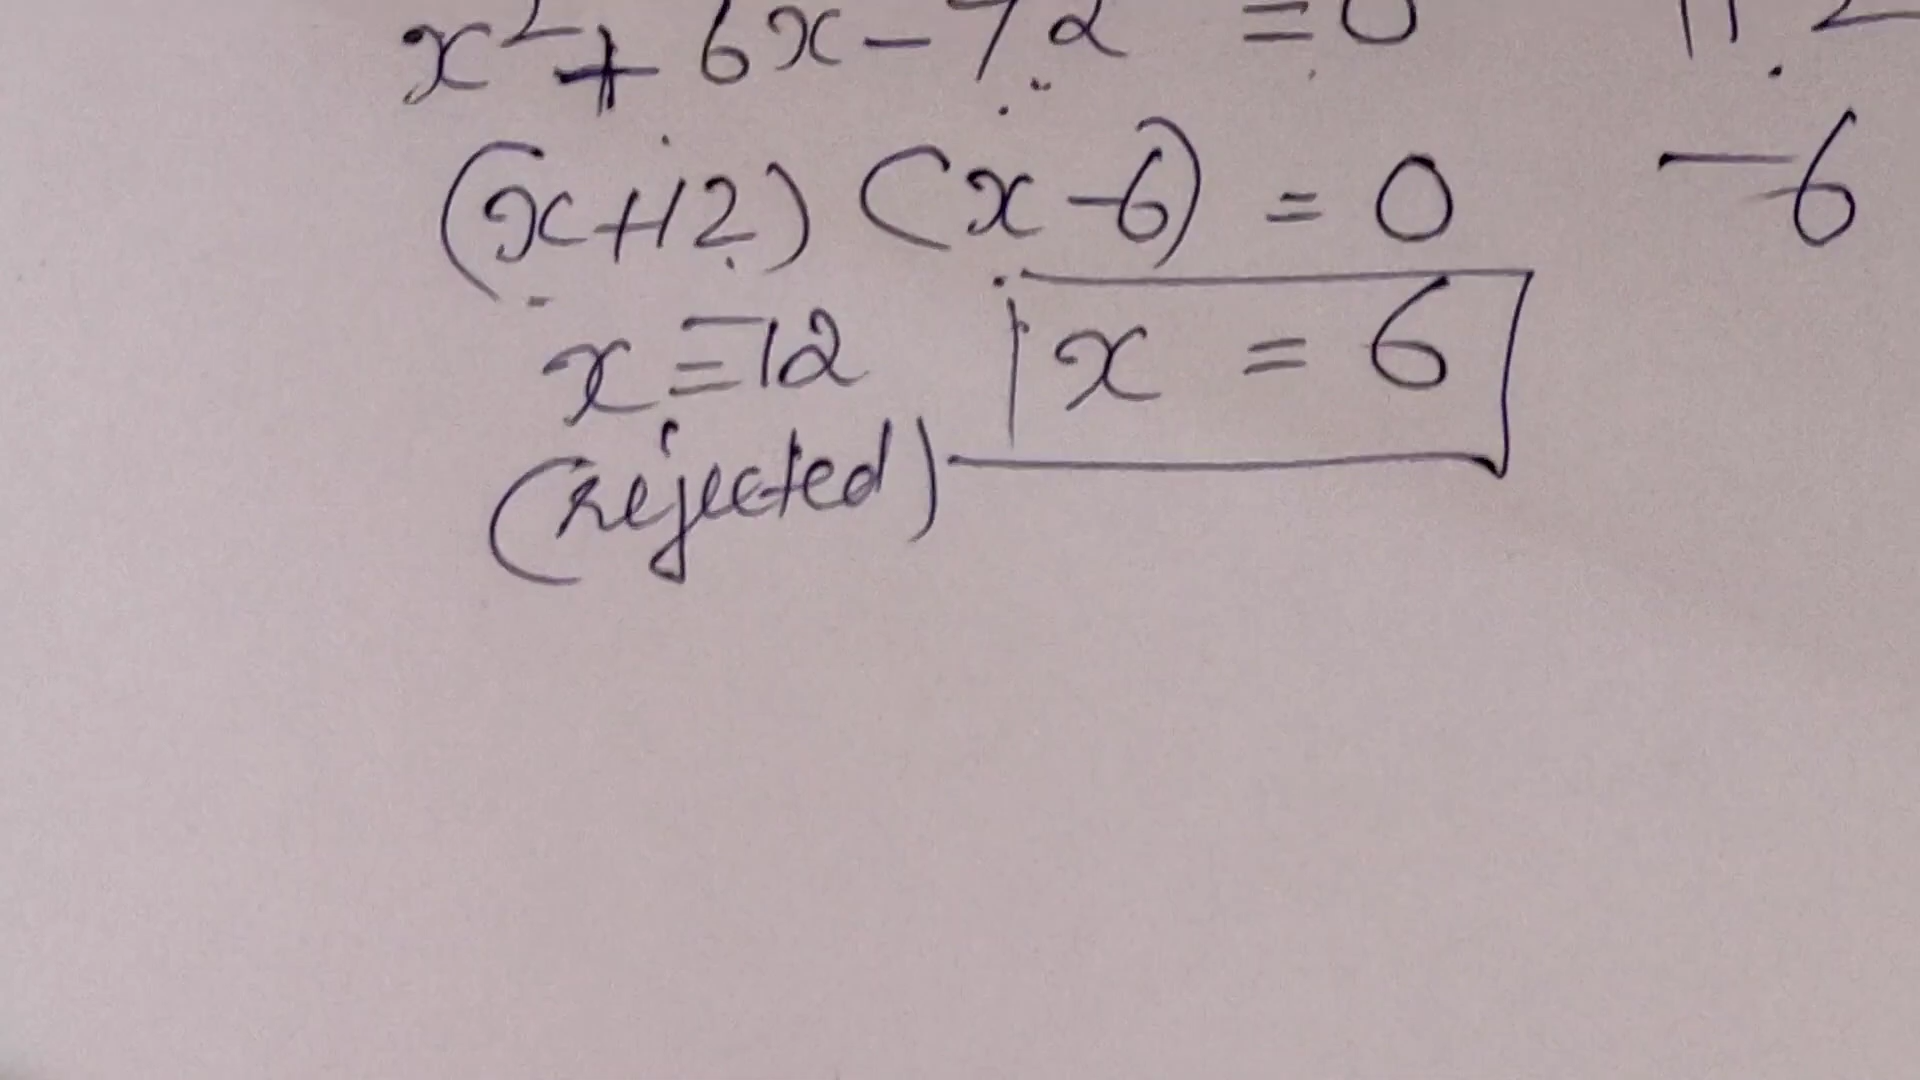 x² + 6x - 72 = 0
(x+12) (x-6) = 0
-6
x = -12
x = 6
(rejected)